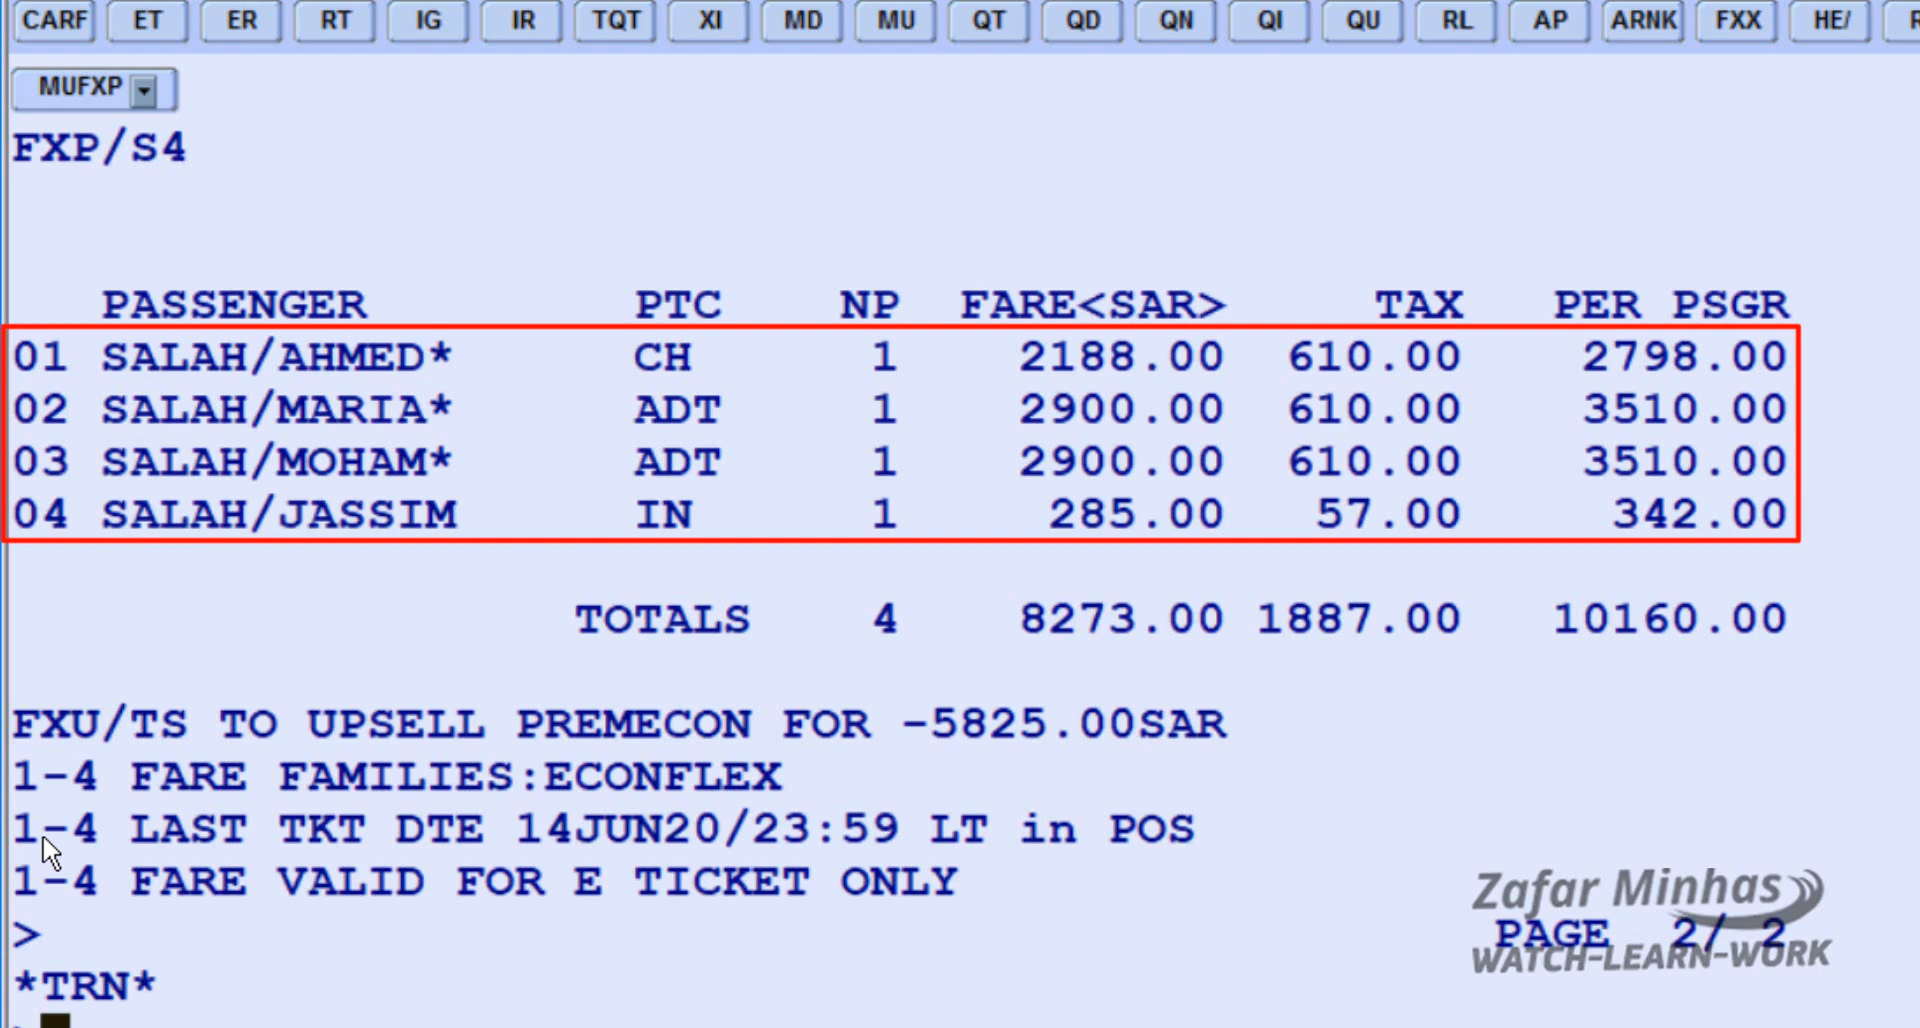 CARF ET ER RT IG IR TQT XI MD MU QT QD QN QI QU RL AP ARNK FXX HE/
MUFXP
FXP/S4
PASSENGER PTC NP FARE<SAR> TAX PER PSGR
01 SALAH/AHMED* CH 1 2188.00 610.00 2798.00
02 SALAH/MARIA* ADT 1 2900.00 610.00 3510.00
03 SALAH/MOHAM* ADT 1 2900.00 610.00 3510.00
04 SALAH/JASSIM IN 1 285.00 57.00 342.00
TOTALS 4 8273.00 1887.00 10160.00
FXU/TS TO UPSELL PREMECON FOR -5825.00SAR
1-4 FARE FAMILIES:ECONFLEX
1-4 LAST TKT DTE 14JUN20/23:59 LT in POS
1-4 FARE VALID FOR E TICKET ONLY
Zafar Minhas
> PAGE 2/ 2
WATCH-LEARN-WORK
*TRN*